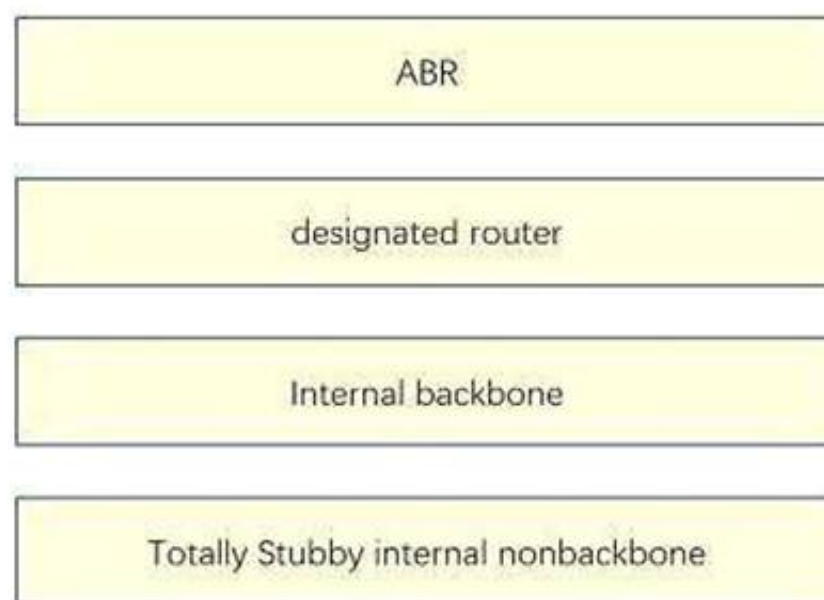 ABR
designated router
Internal backbone
Totally Stubby internal nonbackbone